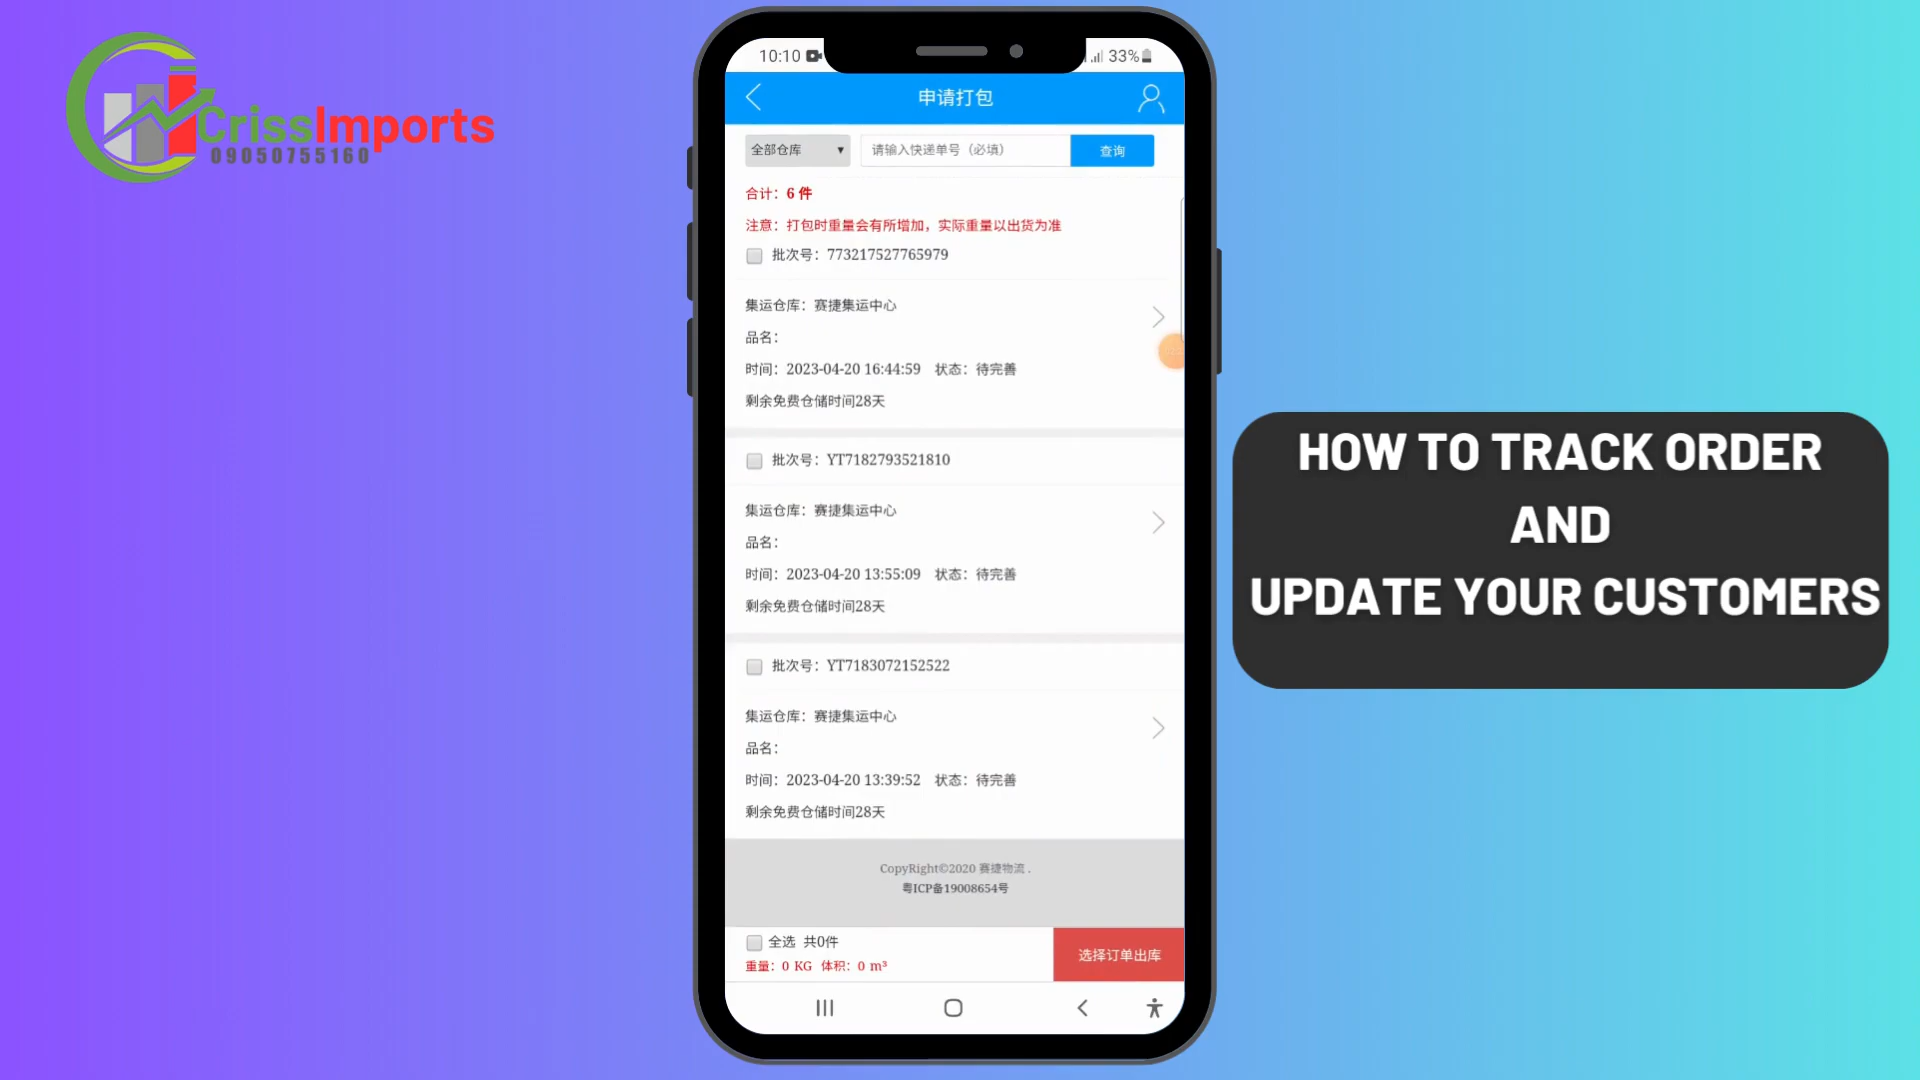 CrissImports
09050755160
10:10
33%
申请打包
全部仓库
请输入快递单号（必填）
查询
合计：6 件
注意：打包时重量会有所增加，实际重量以出货为准
批次号：773217527765979
集运仓库：赛捷集运中心
品名：
时间：2023-04-20 16:44:59 状态：待完善
剩余免费仓储时间28天
批次号：YT7182793521810
集运仓库：赛捷集运中心
品名：
时间：2023-04-20 13:55:09 状态：待完善
剩余免费仓储时间28天
批次号：YT7183072152522
集运仓库：赛捷集运中心
品名：
时间：2023-04-20 13:39:52 状态：待完善
剩余免费仓储时间28天
CopyRight©2020 赛捷物流 .
粤ICP备19008654号
全选 共0件
重量：0 KG 体积：0 m³
选择订单出库
HOW TO TRACK ORDER
AND
UPDATE YOUR CUSTOMERS